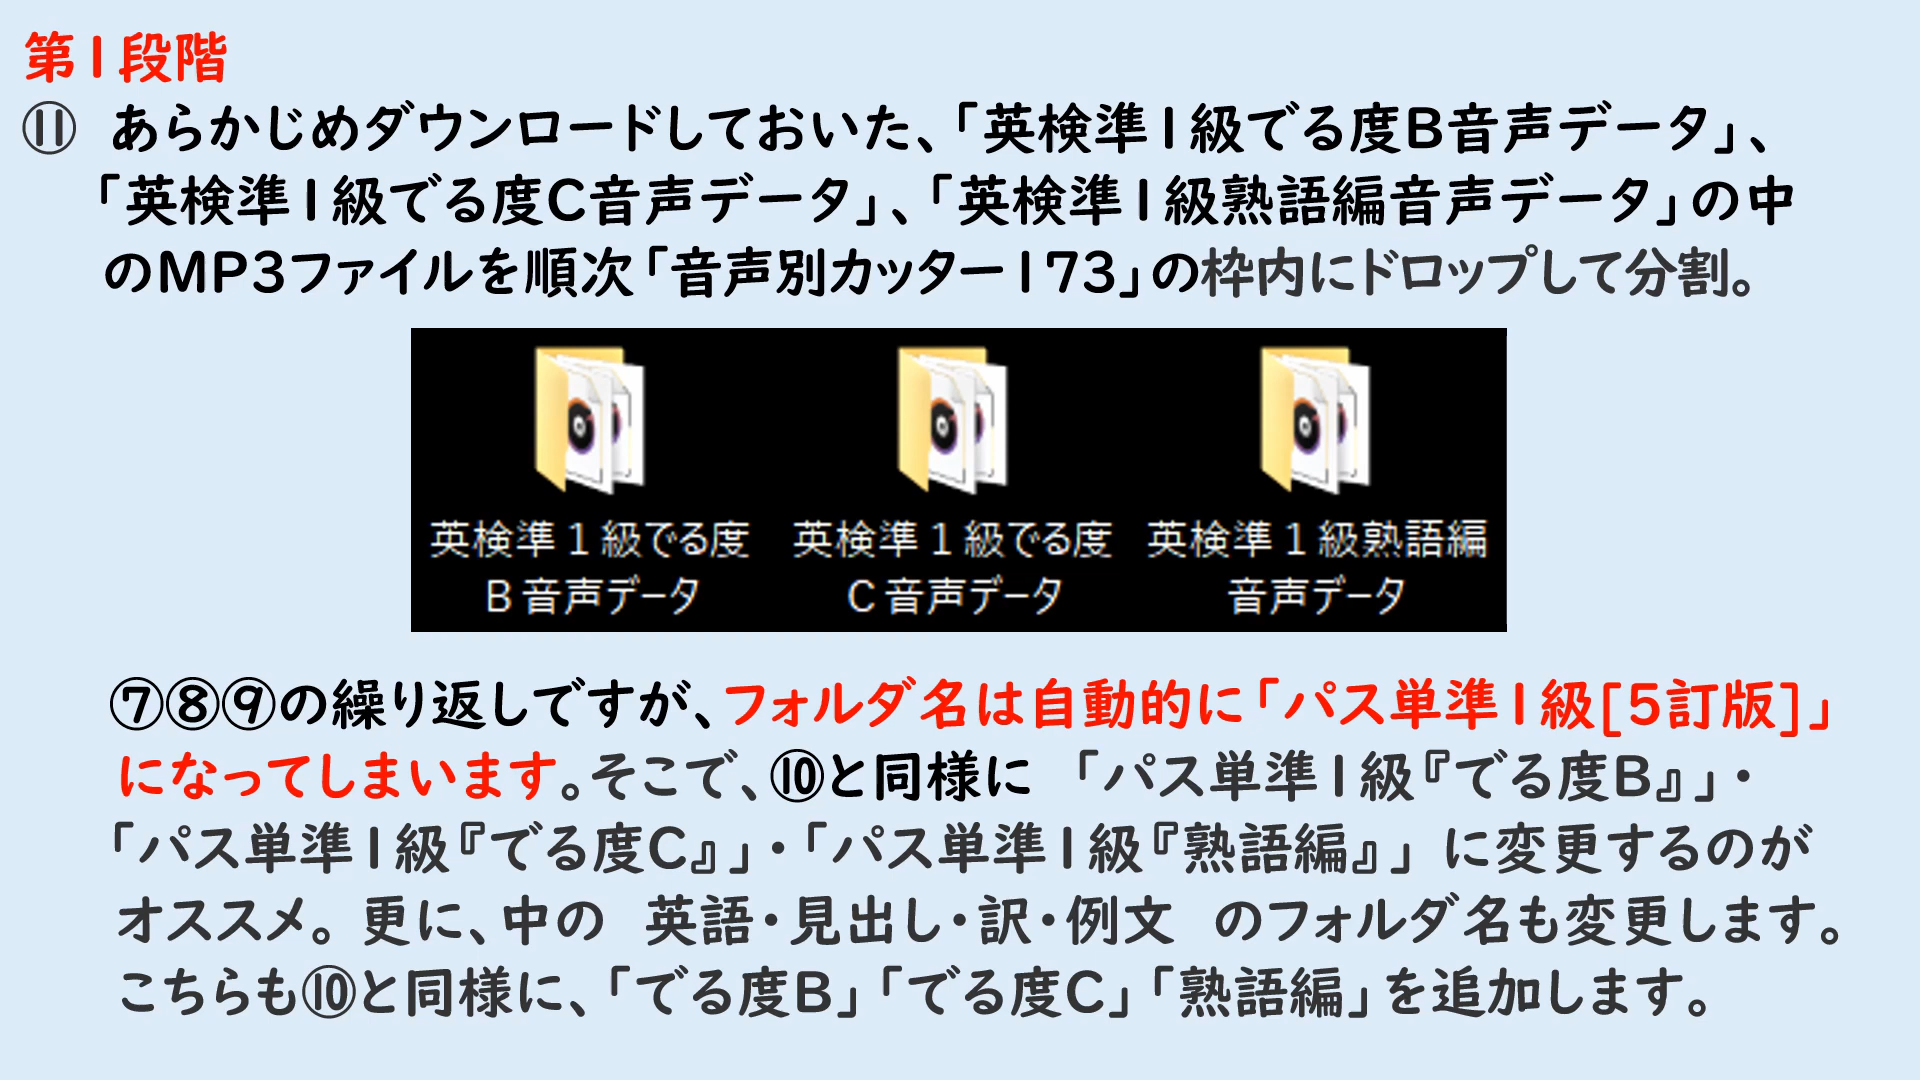 第1段階
⑪ あらかじめダウンロードしておいた、「英検準1級でる度B音声データ」、
「英検準1級でる度C音声データ」、「英検準1級熟語編音声データ」の中
のMP3ファイルを順次「音声別カッター173」の枠内にドロップして分割。
英検準1級でる度
B音声データ
英検準1級でる度
C音声データ
英検準1級熟語編
音声データ
⑦⑧⑨の繰り返しですが、フォルダ名は自動的に「パス単準1級[5訂版]」
になってしまいます。そこで、⑩と同様に 「パス単準1級『でる度B』」・
「パス単準1級『でる度C』」・「パス単準1級『熟語編』」 に変更するのが
オススメ。更に、中の 英語・見出し・訳・例文 のフォルダ名も変更します。
こちらも⑩と同様に、「でる度B」「でる度C」「熟語編」を追加します。